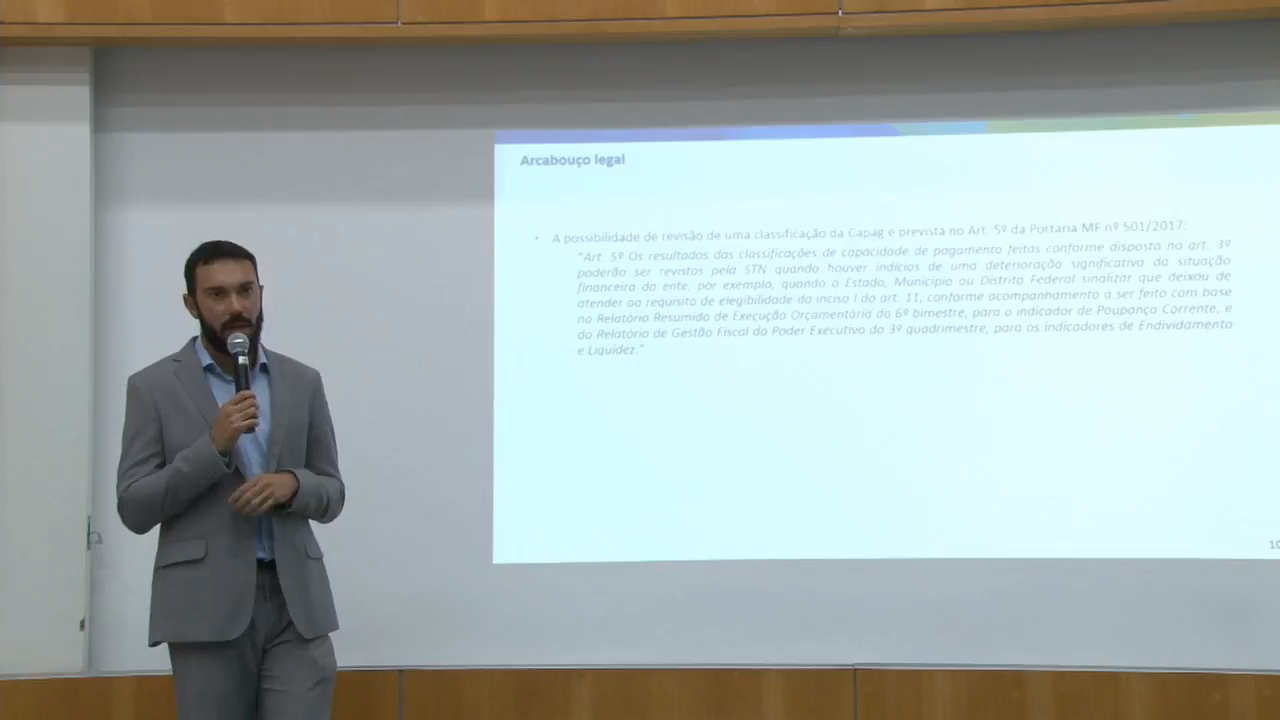 Arcabouço legal
• A possibilidade de revisão de uma classificação da Capag e prevista no Art. 5º da Portaria MF nº 501/2017:
"Art. 5º Os resultados das classificações de capacidade de pagamento feitas conforme disposto no art. 3º
poderão ser revistos pela STN quando houver indícios de uma deterioração significativa da situação
financeira do ente, por exemplo, quando o Estado, Município ou Distrito Federal sinalizar que deixou de
atender ao requisito de elegibilidade do inciso I do art. 11, conforme acompanhamento a ser feito com base
no Relatório Resumido de Execução Orçamentária do 6º bimestre, para o indicador de Poupança Corrente, e
do Relatório de Gestão Fiscal do Poder Executivo do 3º quadrimestre, para os indicadores de Endividamento
e Liquidez."
10